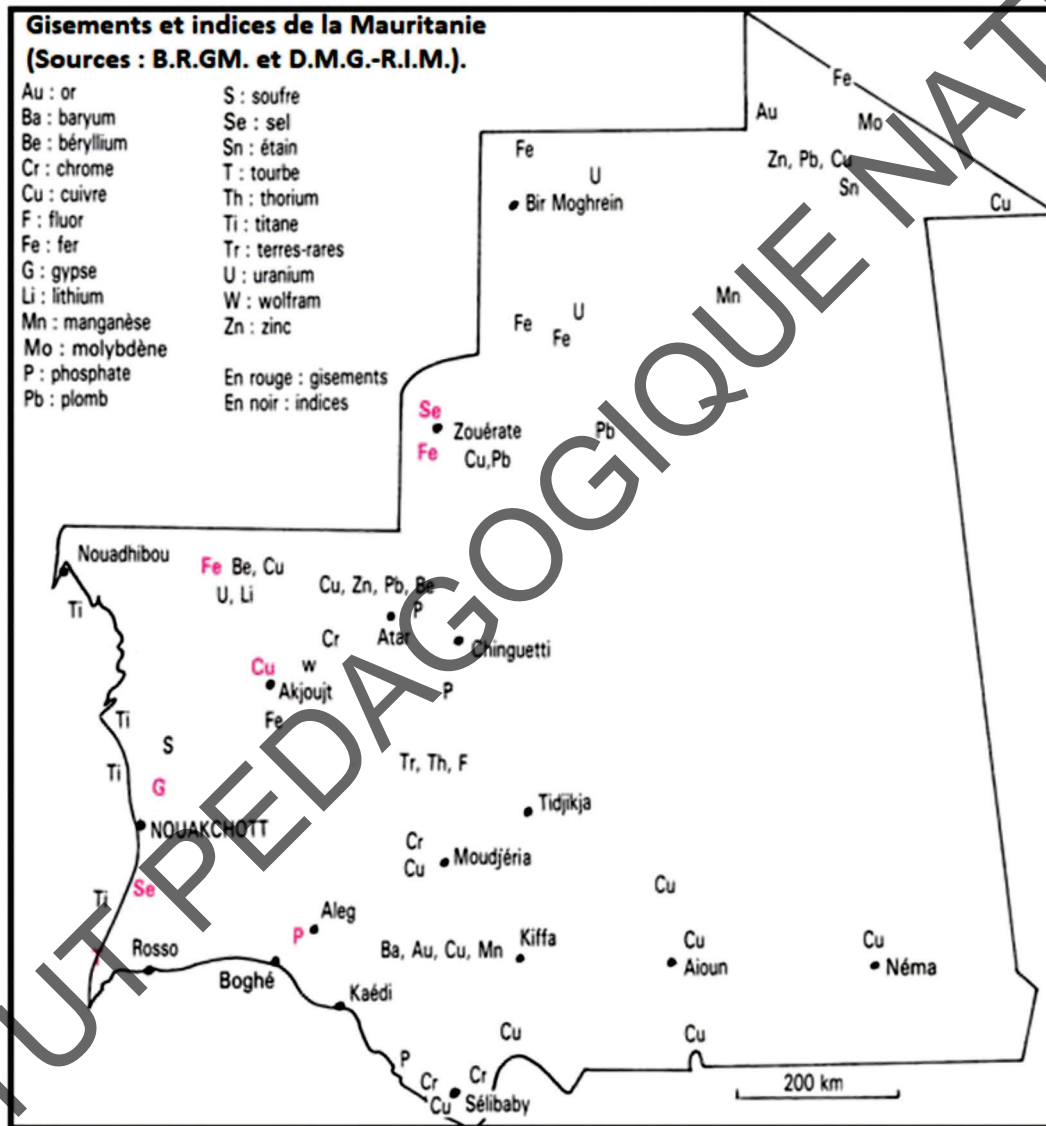 Gisements et indices de la Mauritanie
(Sources : B.R.GM. et D.M.G.-R.I.M.).
Au : or
Ba : baryum
Be : béryllium
Cr : chrome
Cu : cuivre
F : fluor
Fe : fer
G : gypse
Li : lithium
Mn : manganèse
Mo : molybdène
P : phosphate
Pb : plomb
S : soufre
Se : sel
Sn : étain
T : tourbe
Th : thorium
Ti : titane
Tr : terres-rares
U : uranium
W : wolfram
Zn : zinc
En rouge : gisements
En noir : indices
Fe
Au
Mo
Zn, Pb, Cu
Sn
Cu
Fe
U
Bir Moghrein
Mn
U
Fe
Fe
Se
Zouérate
Fe
Cu,Pb
Pb
Nouadhibou
Ti
Fe Be, Cu
U, Li
Cu, Zn, Pb, Be
P
Atar
Cr
Chinguetti
Cu
w
Akjoujt
Fe
P
Ti
S
Ti
G
Tr, Th, F
Tidjikja
NOUAKCHOTT
Cr
Cu
Moudjéria
Se
Ti
Cu
Aleg
P
Ba, Au, Cu, Mn
Kiffa
Cu
Aioun
Cu
Néma
Rosso
Boghé
Kaédi
Cu
Cu
P
Cr
Cr
Cu
Sélibaby
200 km
TUT PEDAGOGIQUE NAT